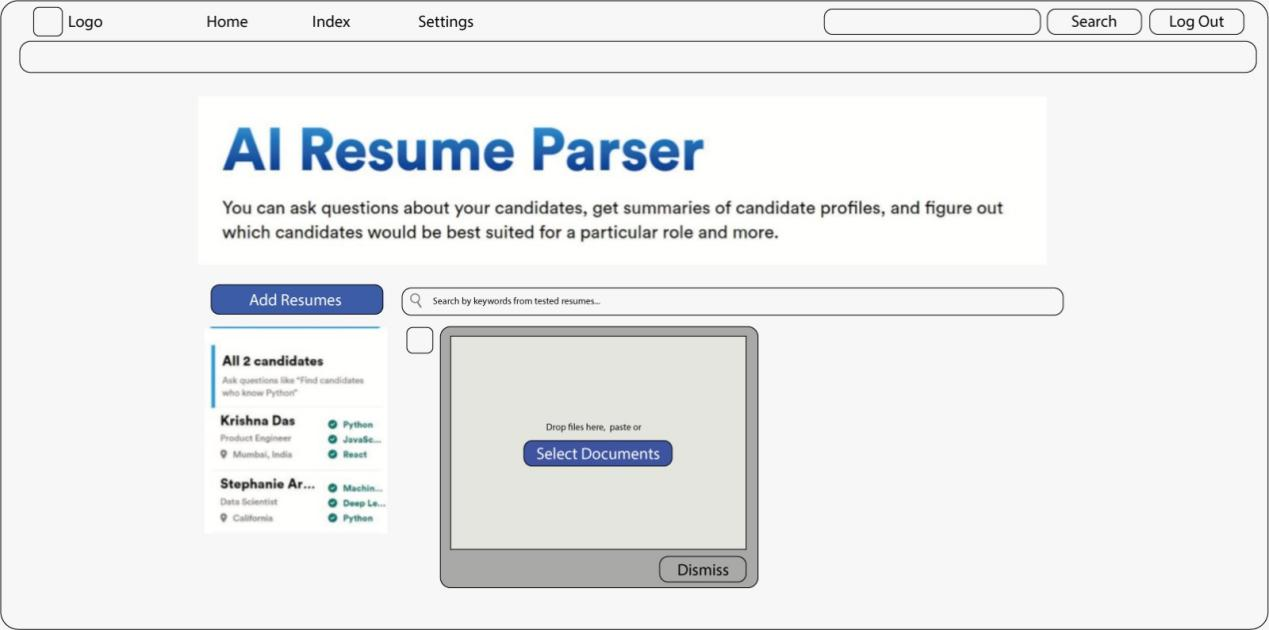 Logo Home Index Settings Search Log Out
AI Resume Parser
You can ask questions about your candidates, get summaries of candidate profiles, and figure out
which candidates would be best suited for a particular role and more.
Add Resumes
Search by keywords from tested resumes...
All 2 candidates
Ask questions like "Find candidates
who know Python"
Krishna Das
Python
Product Engineer
JavaSc...
Mumbai, India
React
Stephanie Ar...
Machin...
Data Scientist
Deep Le...
California
Python
Drop files here, paste or
Select Documents
Dismiss